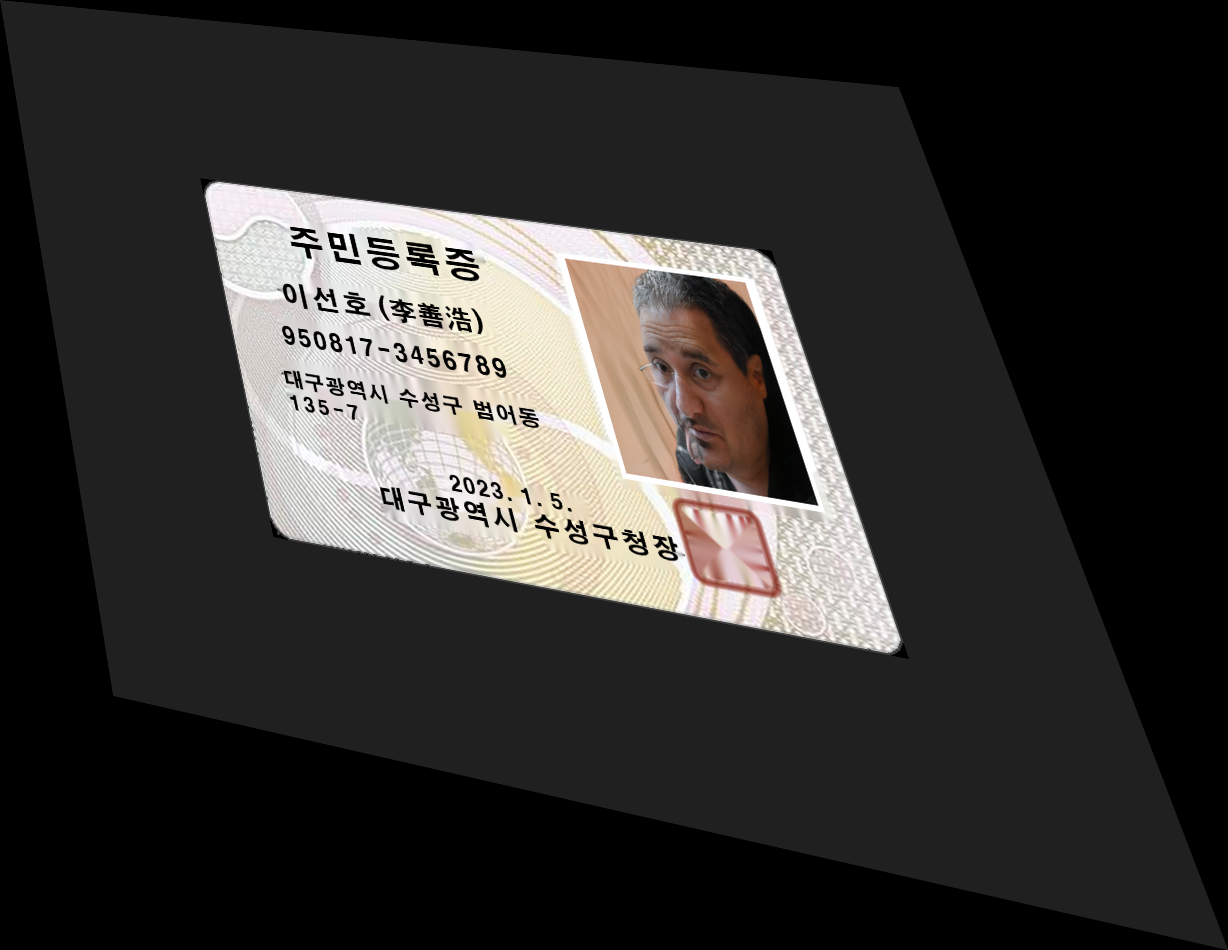 주민등록증
이선호(李善浩)
950817-3456789
대구광역시 수성구 범어동
135-7
2023.1.5.
대구광역시 수성구청장